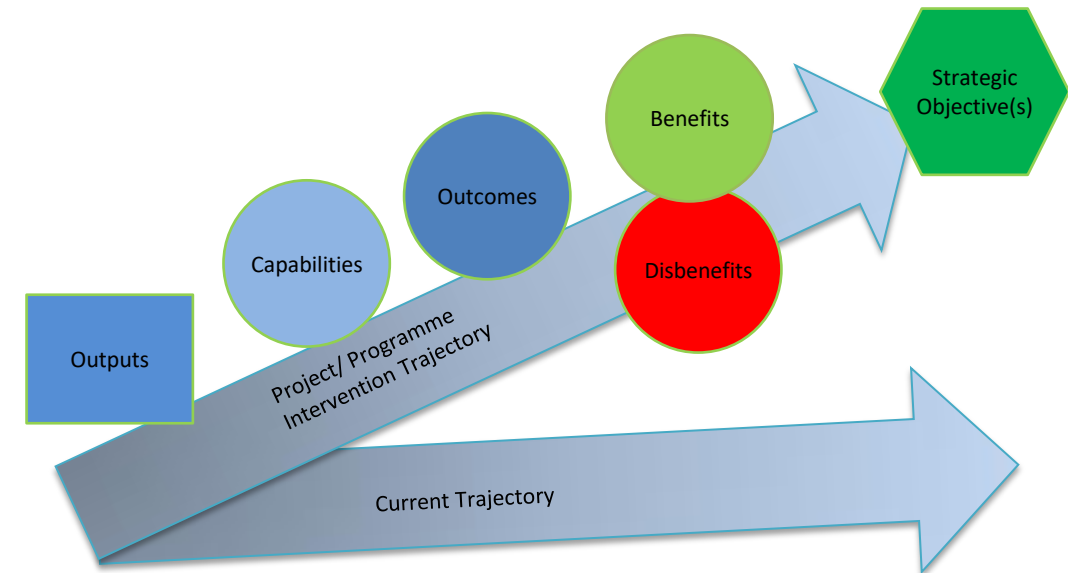 Strategic
Objective(s)
Benefits
Outcomes
Capabilities
Disbenefits
Outputs
Project/ Programme
Intervention Trajectory
Current Trajectory